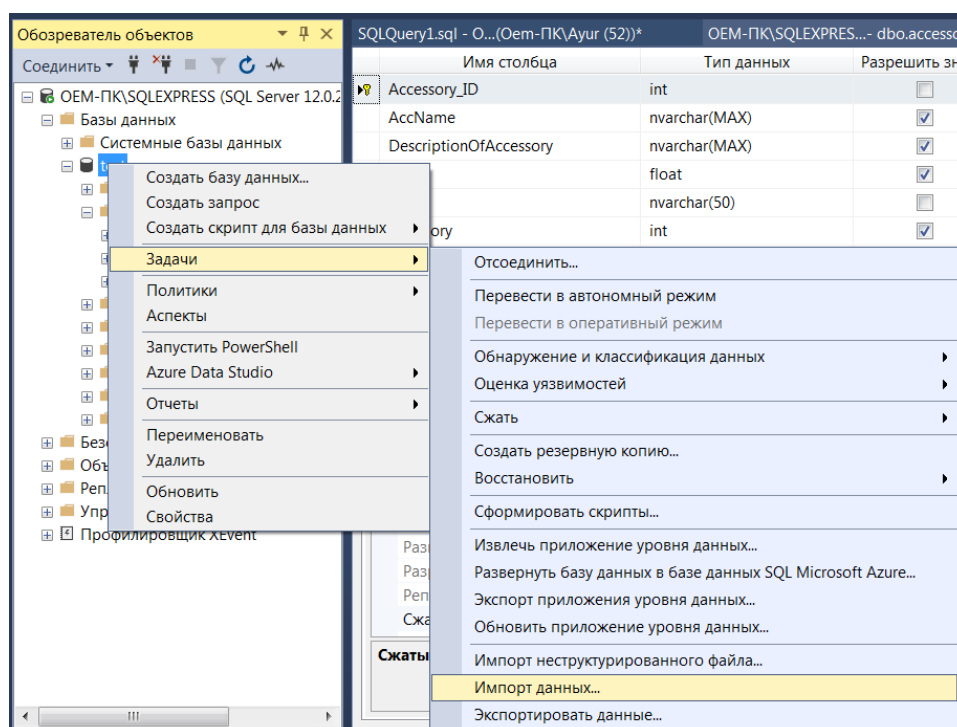 Обозреватель объектов
Соединить
OEM-ПК\SQLEXPRESS (SQL Server 12.0.2
Базы данных
Системные базы данных
Профилировщик XEvent
SQLQuery1.sql - O...(Oem-ПК\Ayur (52))*
OEM-ПК\SQLEXPRES...- dbo.accesso
Имя столбца Тип данных Разрешить зн
Accessory_ID int
AccName nvarchar(MAX)
DescriptionOfAccessory nvarchar(MAX)
float
nvarchar(50)
ory int
Создать базу данных...
Создать запрос
Создать скрипт для базы данных
Задачи
Политики
Аспекты
Запустить PowerShell
Azure Data Studio
Отчеты
Переименовать
Удалить
Обновить
Свойства
Отсоединить...
Перевести в автономный режим
Перевести в оперативный режим
Обнаружение и классификация данных
Оценка уязвимостей
Сжать
Создать резервную копию...
Восстановить
Сформировать скрипты...
Извлечь приложение уровня данных...
Развернуть базу данных в базе данных SQL Microsoft Azure...
Экспорт приложения уровня данных...
Обновить приложение уровня данных...
Импорт неструктурированного файла...
Импорт данных...
Экспортировать данные...
Сжаты